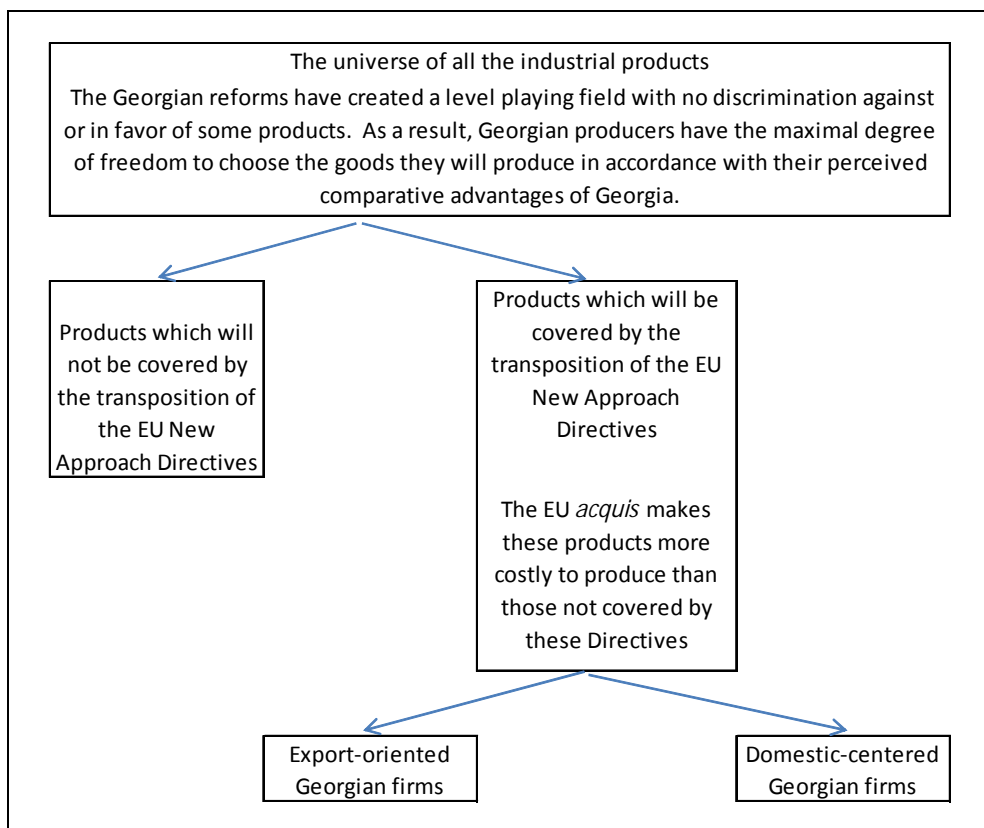 The universe of all the industrial products
The Georgian reforms have created a level playing field with no discrimination against
or in favor of some products. As a result, Georgian producers have the maximal degree
of freedom to choose the goods they will produce in accordance with their perceived
comparative advantages of Georgia.
Products which will
not be covered by
the transposition of
the EU New
Approach Directives
Products which will be
covered by the
transposition of the EU
New Approach
Directives
The EU acquis makes
these products more
costly to produce than
those not covered by
these Directives
Export-oriented
Georgian firms
Domestic-centered
Georgian firms